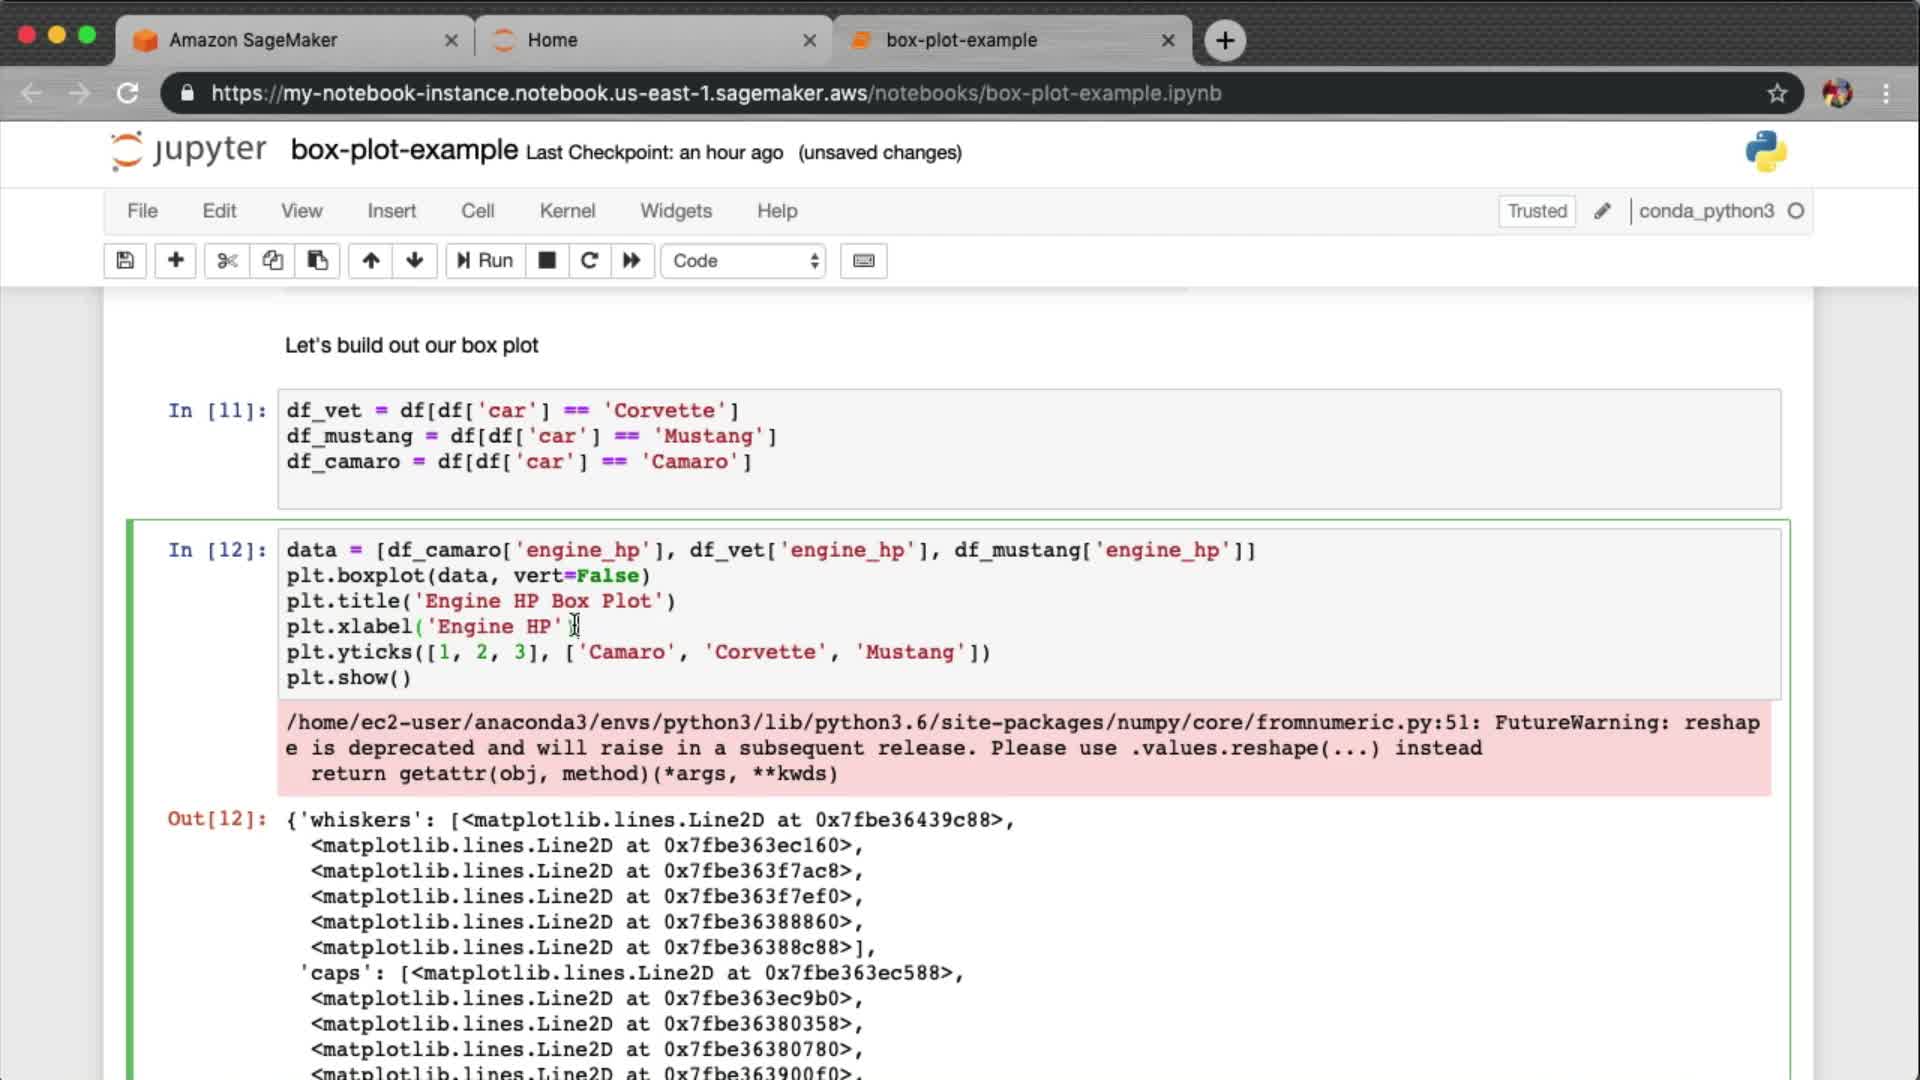 Amazon SageMaker
Home
box-plot-example
https://my-notebook-instance.notebook.us-east-1.sagemaker.aws/notebooks/box-plot-example.ipynb
jupyter box-plot-example Last Checkpoint: an hour ago (unsaved changes)
File Edit View Insert Cell Kernel Widgets Help Trusted conda_python3
Run Code
Let's build out our box plot
In [11]: df_vet = df[df['car'] == 'Corvette']
df_mustang = df[df['car'] == 'Mustang']
df_camaro = df[df['car'] == 'Camaro']
In [12]: data = [df_camaro['engine_hp'], df_vet['engine_hp'], df_mustang['engine_hp']]
plt.boxplot(data, vert=False)
plt.title('Engine HP Box Plot')
plt.xlabel('Engine HP')
plt.yticks([1, 2, 3], ['Camaro', 'Corvette', 'Mustang'])
plt.show()
/home/ec2-user/anaconda3/envs/python3/lib/python3.6/site-packages/numpy/core/fromnumeric.py:51: FutureWarning: reshap
e is deprecated and will raise in a subsequent release. Please use .values.reshape(...) instead
return getattr(obj, method)(*args, **kwds)
Out[12]: {'whiskers': [<matplotlib.lines.Line2D at 0x7fbe36439c88>,
<matplotlib.lines.Line2D at 0x7fbe363ec160>,
<matplotlib.lines.Line2D at 0x7fbe363f7ac8>,
<matplotlib.lines.Line2D at 0x7fbe363f7ef0>,
<matplotlib.lines.Line2D at 0x7fbe36388860>,
<matplotlib.lines.Line2D at 0x7fbe36388c88>],
'caps': [<matplotlib.lines.Line2D at 0x7fbe363ec588>,
<matplotlib.lines.Line2D at 0x7fbe363ec9b0>,
<matplotlib.lines.Line2D at 0x7fbe36380358>,
<matplotlib.lines.Line2D at 0x7fbe36380780>,
<matplotlib.lines.Line2D at 0x7fbe363900f0>,